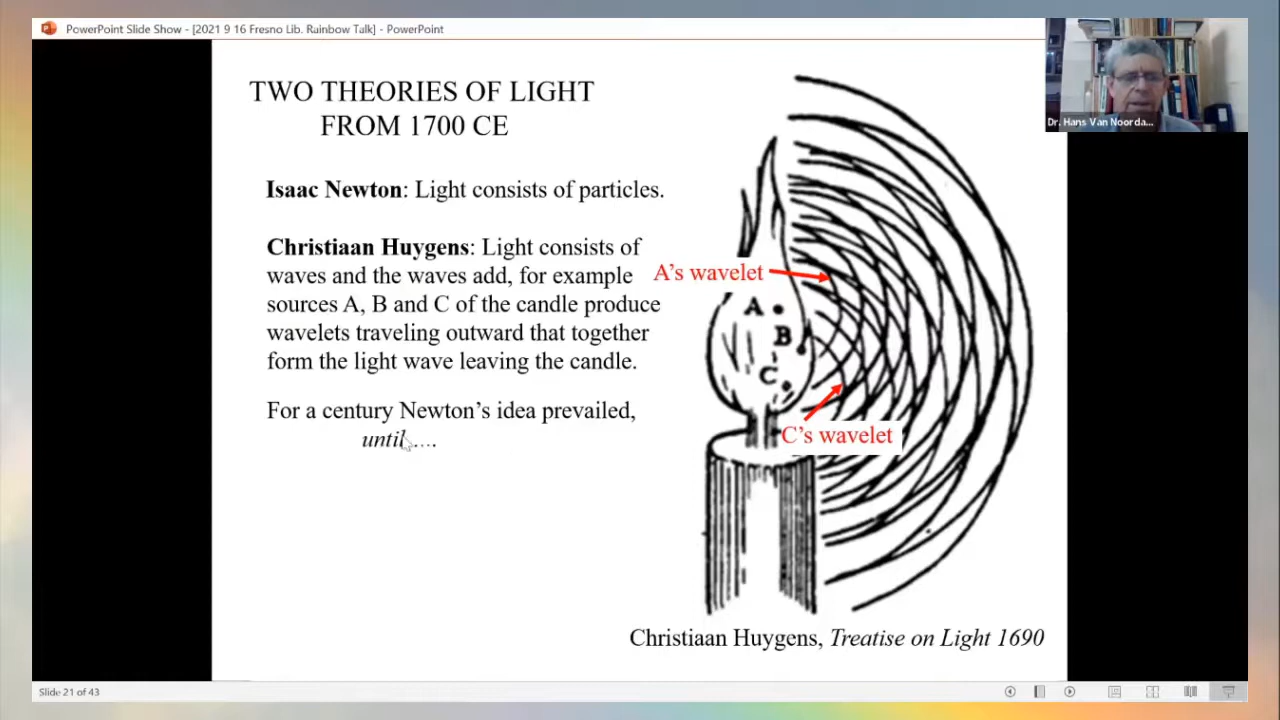 PowerPoint Slide Show - [2021 9 16 Fresno Lib. Rainbow Talk] - PowerPoint
Dr. Hans Van Noorda...
TWO THEORIES OF LIGHT
FROM 1700 CE
Isaac Newton: Light consists of particles.
Christiaan Huygens: Light consists of
waves and the waves add, for example
sources A, B and C of the candle produce
wavelets traveling outward that together
form the light wave leaving the candle.
For a century Newton's idea prevailed,
until ....
A's wavelet
A
B
C
C's wavelet
Christiaan Huygens, Treatise on Light 1690
Slide 21 of 43